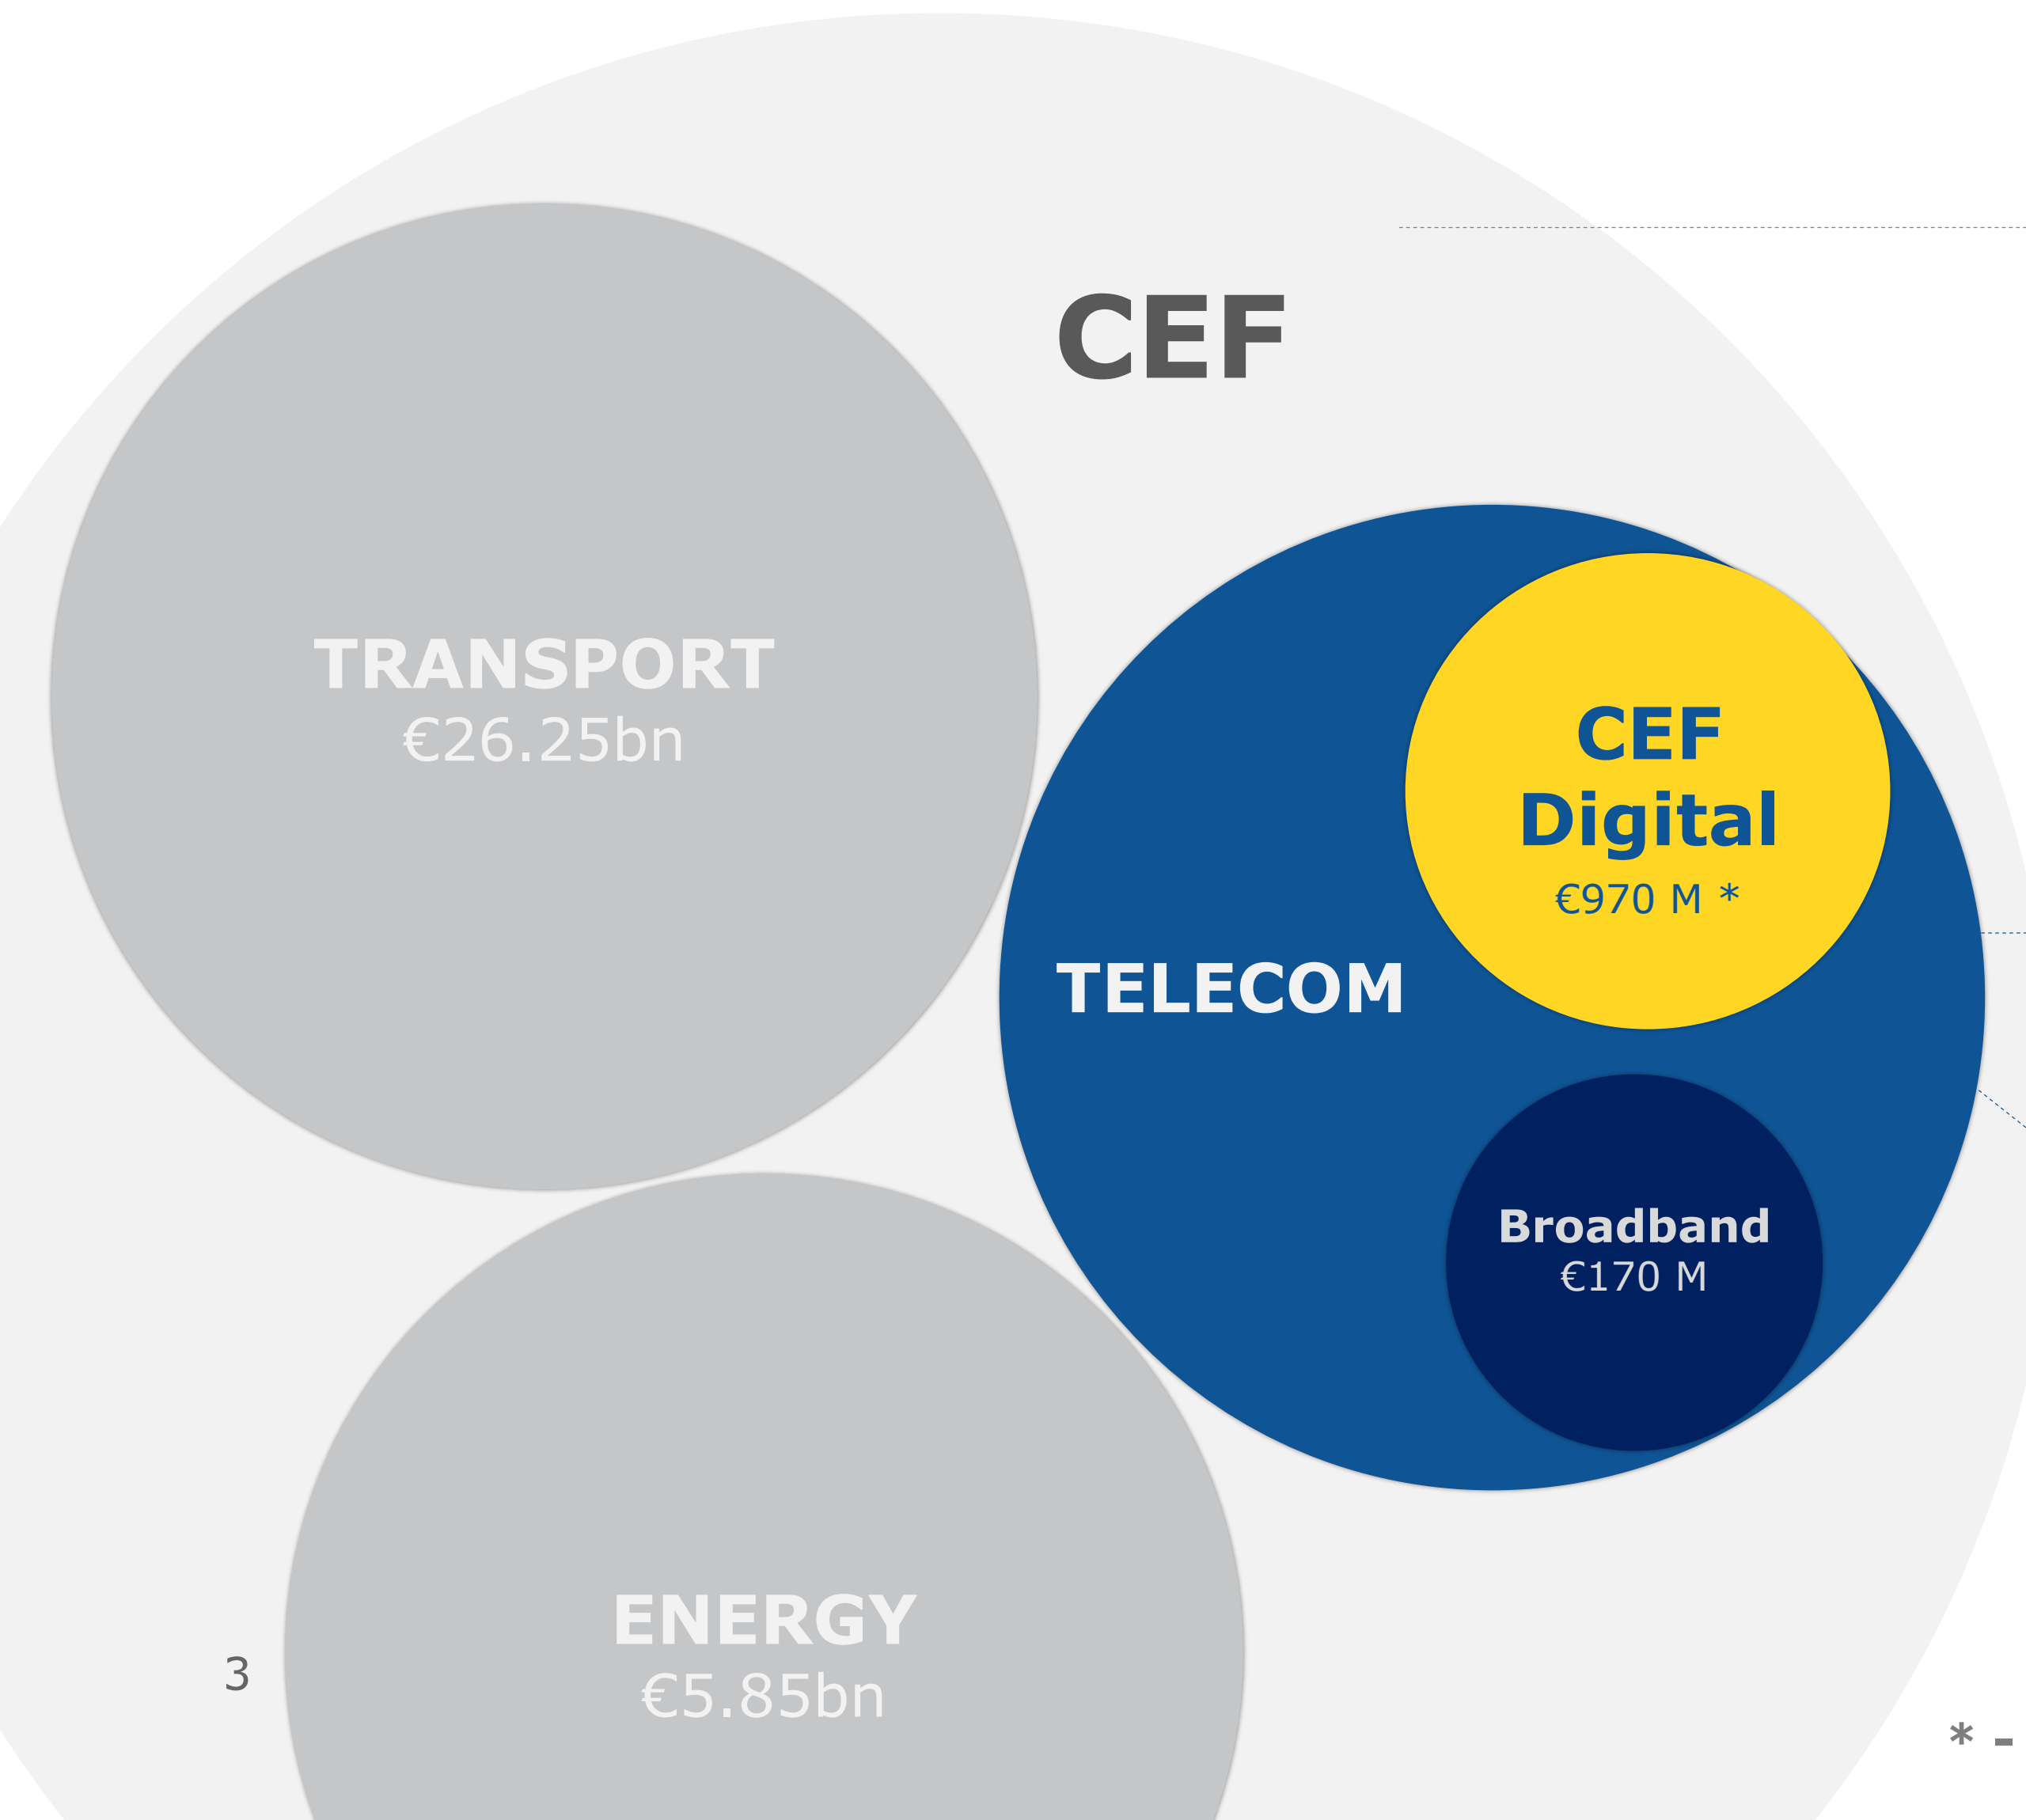 CEF
TRANSPORT
€26.25bn
CEF
Digital
€970 M *
TELECOM
Broadband
€170 M
ENERGY
€5.85bn
3
* -